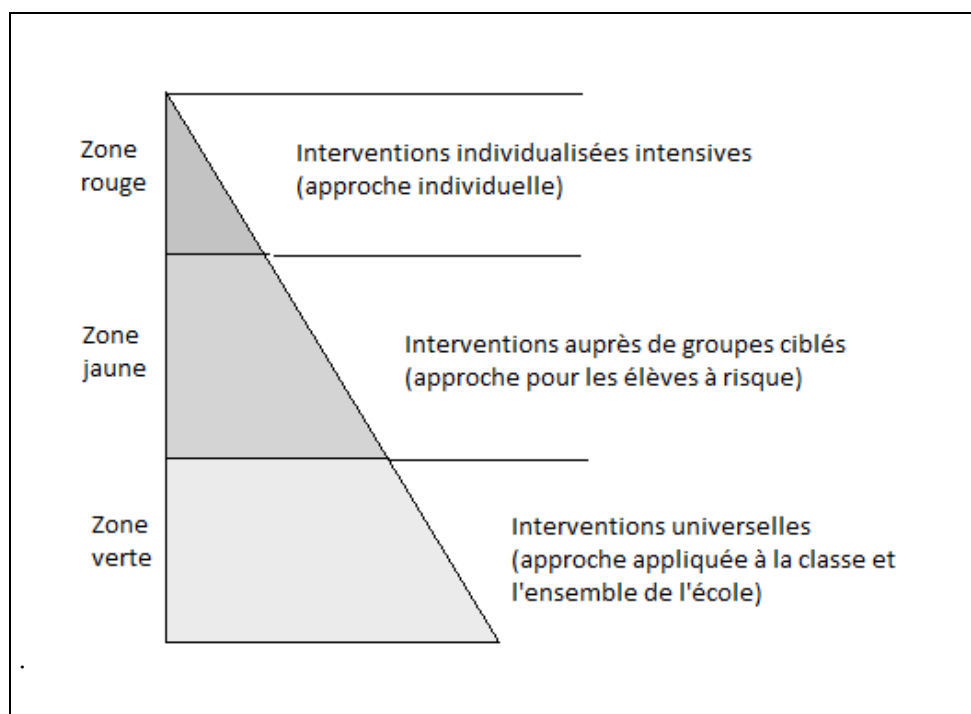 Zone
rouge
Interventions individualisées intensives
(approche individuelle)
Zone
jaune
Interventions auprès de groupes ciblés
(approche pour les élèves à risque)
Zone
verte
Interventions universelles
(approche appliquée à la classe et
l'ensemble de l'école)
.